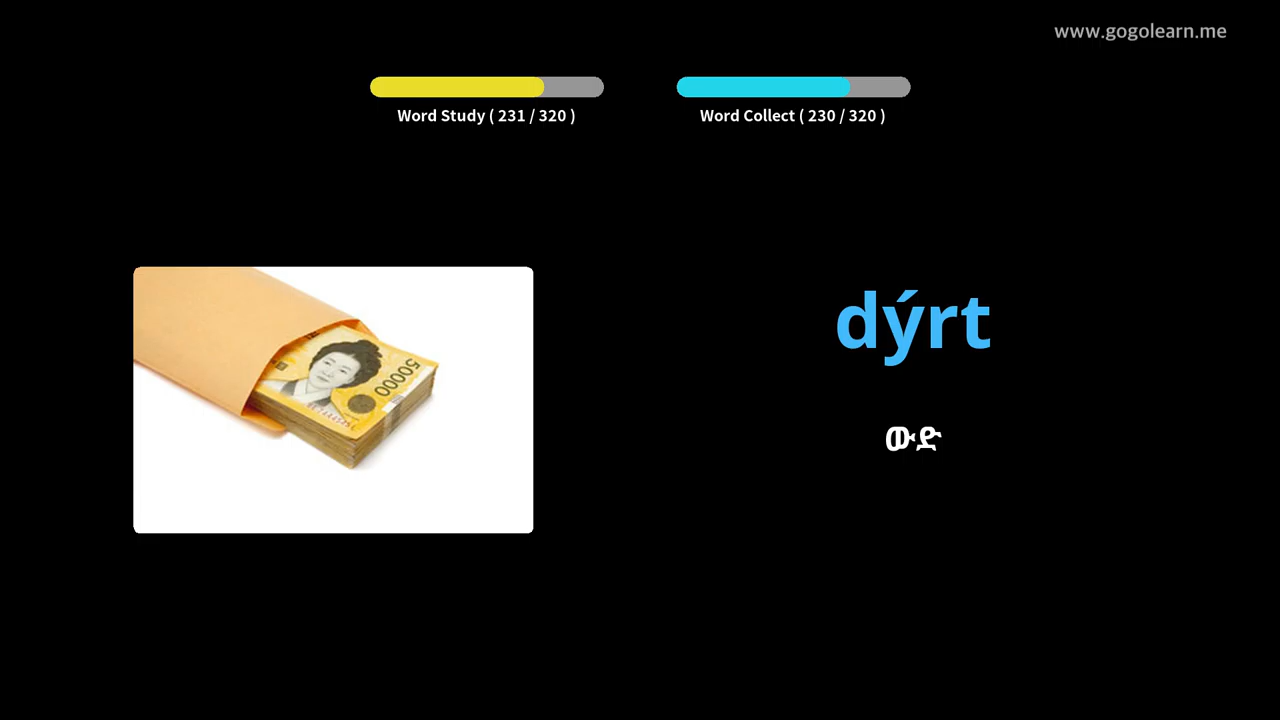 www.gogolearn.me
Word Study ( 231 / 320 )
Word Collect ( 230 / 320 )
50000
dýrt
ውድ